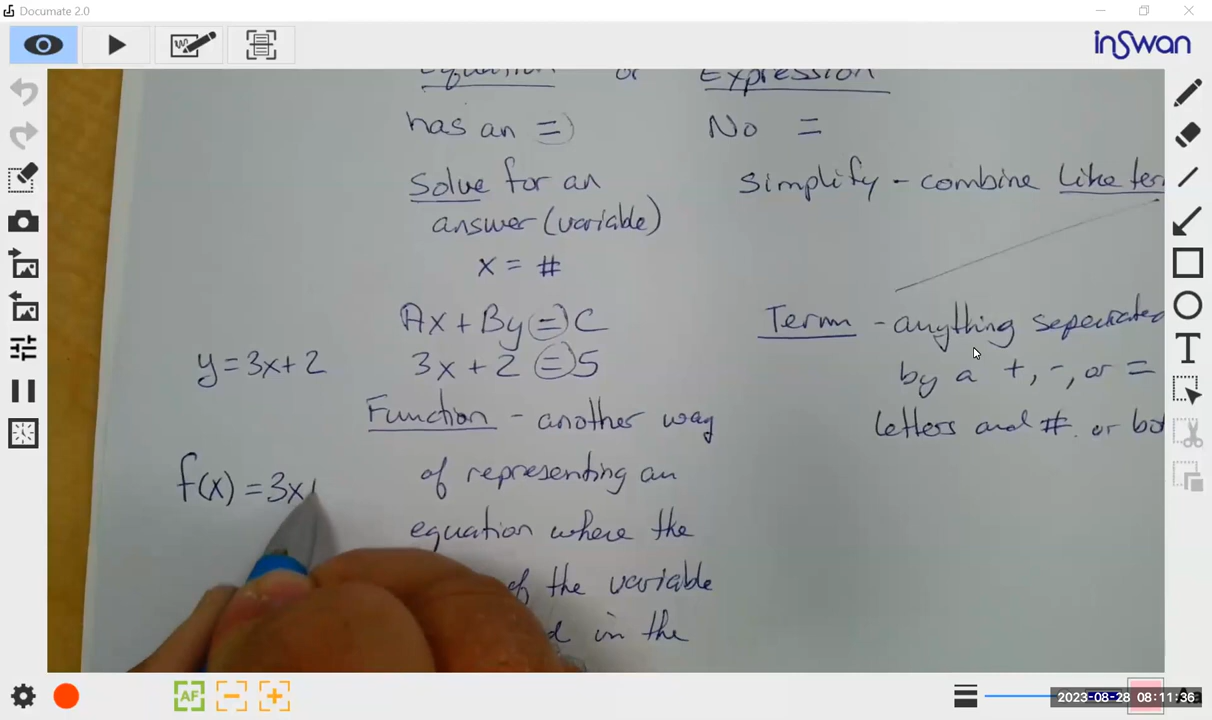 Documate 2.0
inswan
Equation or Expression
has an =)
No =
Solve for an
answer (variable)
x = #
simplify - combine like ter
Ax + By = C
3x + 2 = 5
y = 3x + 2
Term - anything seperated
by a +, -, or =
letters and #. or bot
Function - another way
of representing an
equation where the
of the variable
in the
f(x) = 3x
AF
2023-08-28 08:11:36